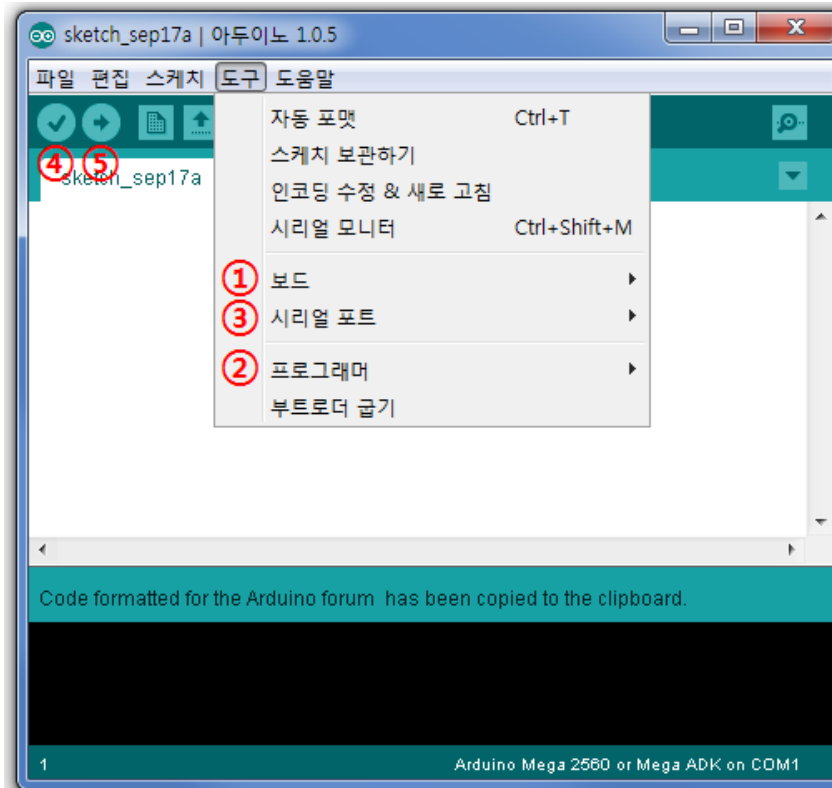 sketch_sep17a | 아두이노 1.0.5
파일 편집 스케치 도구 도움말
④ ⑤
sketch_sep17a
자동 포맷 Ctrl+T
스케치 보관하기
인코딩 수정 & 새로 고침
시리얼 모니터 Ctrl+Shift+M
① 보드
③ 시리얼 포트
② 프로그래머
부트로더 굽기
Code formatted for the Arduino forum has been copied to the clipboard.
1 Arduino Mega 2560 or Mega ADK on COM1